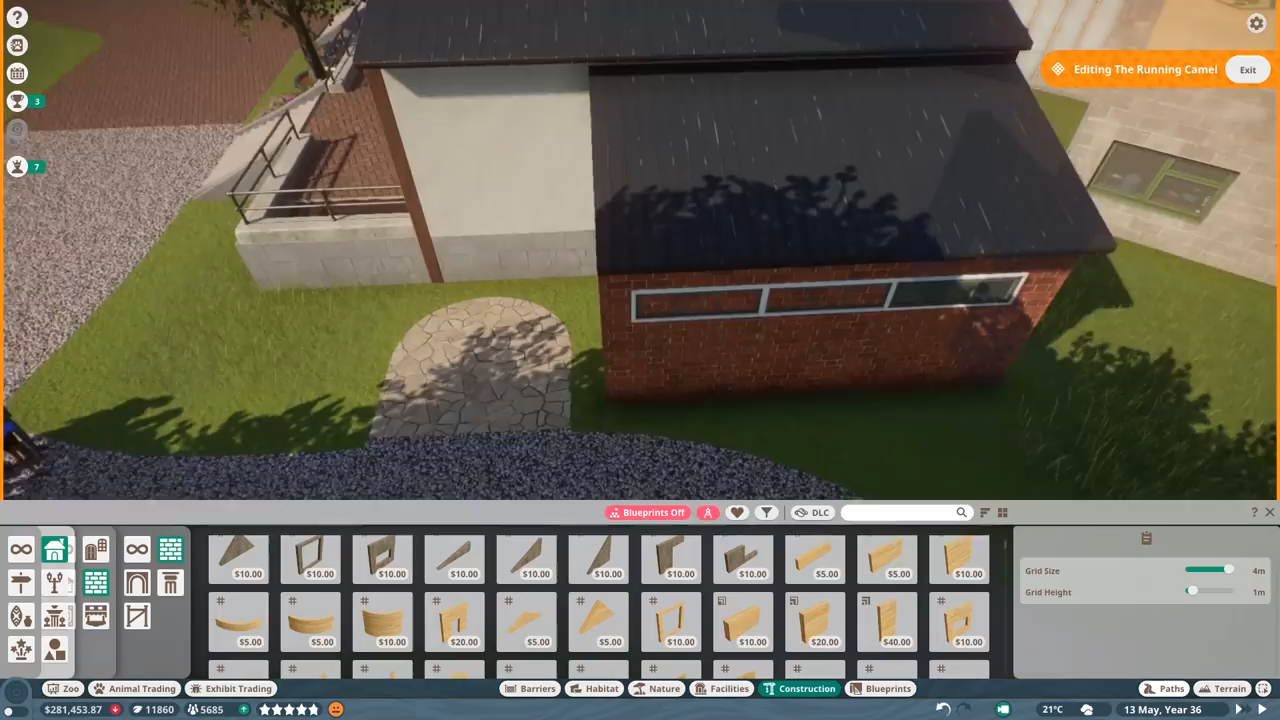 ?
Editing The Running Camel
Exit
3
7
Blueprints Off
DLC
?
$10.00
$10.00
$10.00
$10.00
$10.00
$10.00
$10.00
$10.00
$5.00
$5.00
$10.00
$5.00
$5.00
$10.00
$20.00
$5.00
$5.00
$10.00
$10.00
$20.00
$40.00
$10.00
Grid Size
4m
Grid Height
1m
Zoo
Animal Trading
Exhibit Trading
Barriers
Habitat
Nature
Facilities
Construction
Blueprints
Paths
Terrain
$281,453.87
11860
5685
21°C
13 May, Year 36